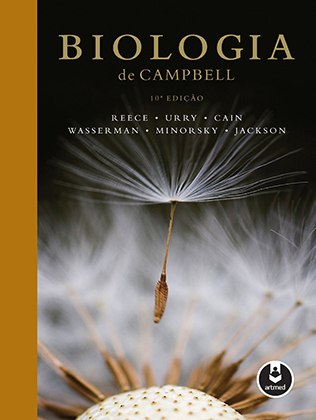 BIOLOGIA
de CAMPBELL
10ª EDIÇÃO
REECE • URRY • CAIN
WASSERMAN • MINORSKY • JACKSON
artmed